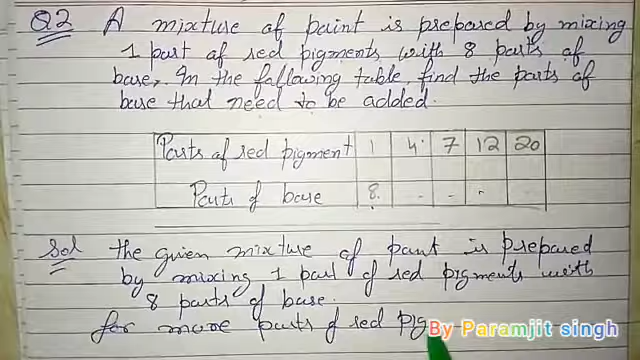 Q2 A mixture of paint is prepared by mixing
1 part of red pigments with 8 parts of
base. In the following table, find the parts of
base that need to be added.
Parts of red pigment 1 4 7 12 20
Parts of base 8 - - - -
Sol the given mixture of paint is prepared
by mixing 1 part of red pigments with
8 parts of base.
for more parts of red pig
By Paramjit singh